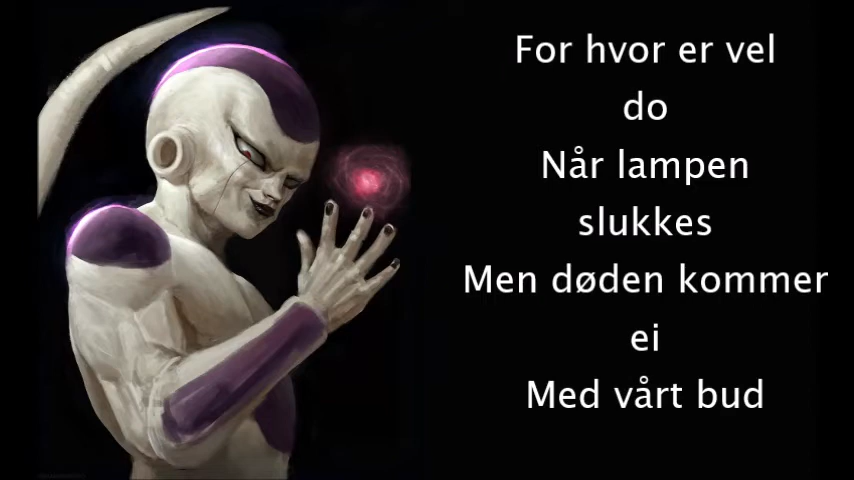 For hvor er vel
do
Når lampen
slukkes
Men døden kommer
ei
Med vårt bud